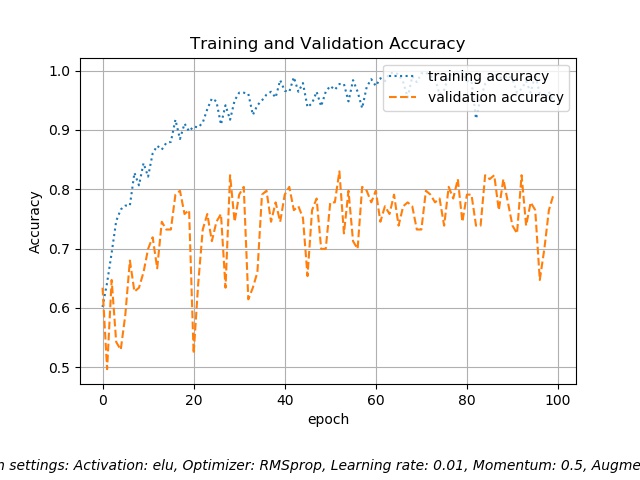 Training and Validation Accuracy
training accuracy
validation accuracy
1.0
0.9
0.8
0.7
0.6
0.5
Accuracy
0 20 40 60 80 100
epoch
settings: Activation: elu, Optimizer: RMSprop, Learning rate: 0.01, Momentum: 0.5,